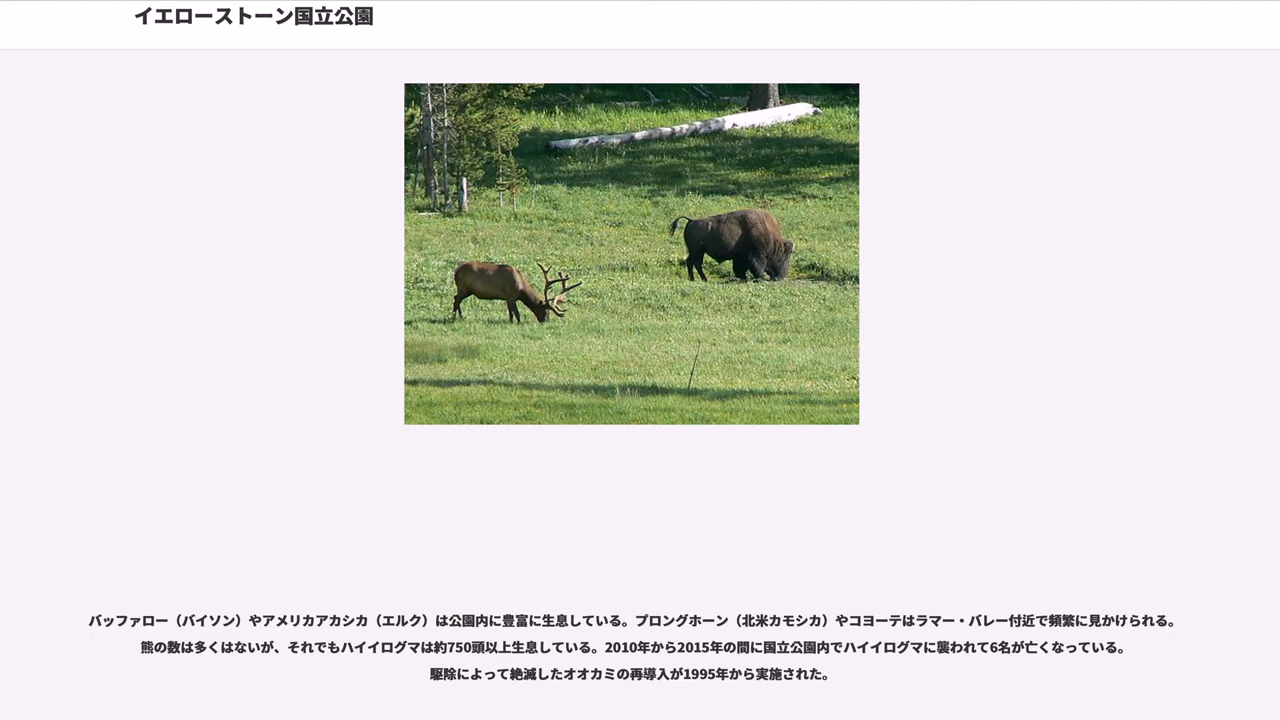 イエローストーン国立公園
バッファロー（バイソン）やアメリカアカシカ（エルク）は公園内に豊富に生息している。プロングホーン（北米カモシカ）やコヨーテはラマー・バレー付近で頻繁に見かけられる。
熊の数は多くはないが、それでもハイイログマは約750頭以上生息している。2010年から2015年の間に国立公園内でハイイログマに襲われて6名が亡くなっている。
駆除によって絶滅したオオカミの再導入が1995年から実施された。